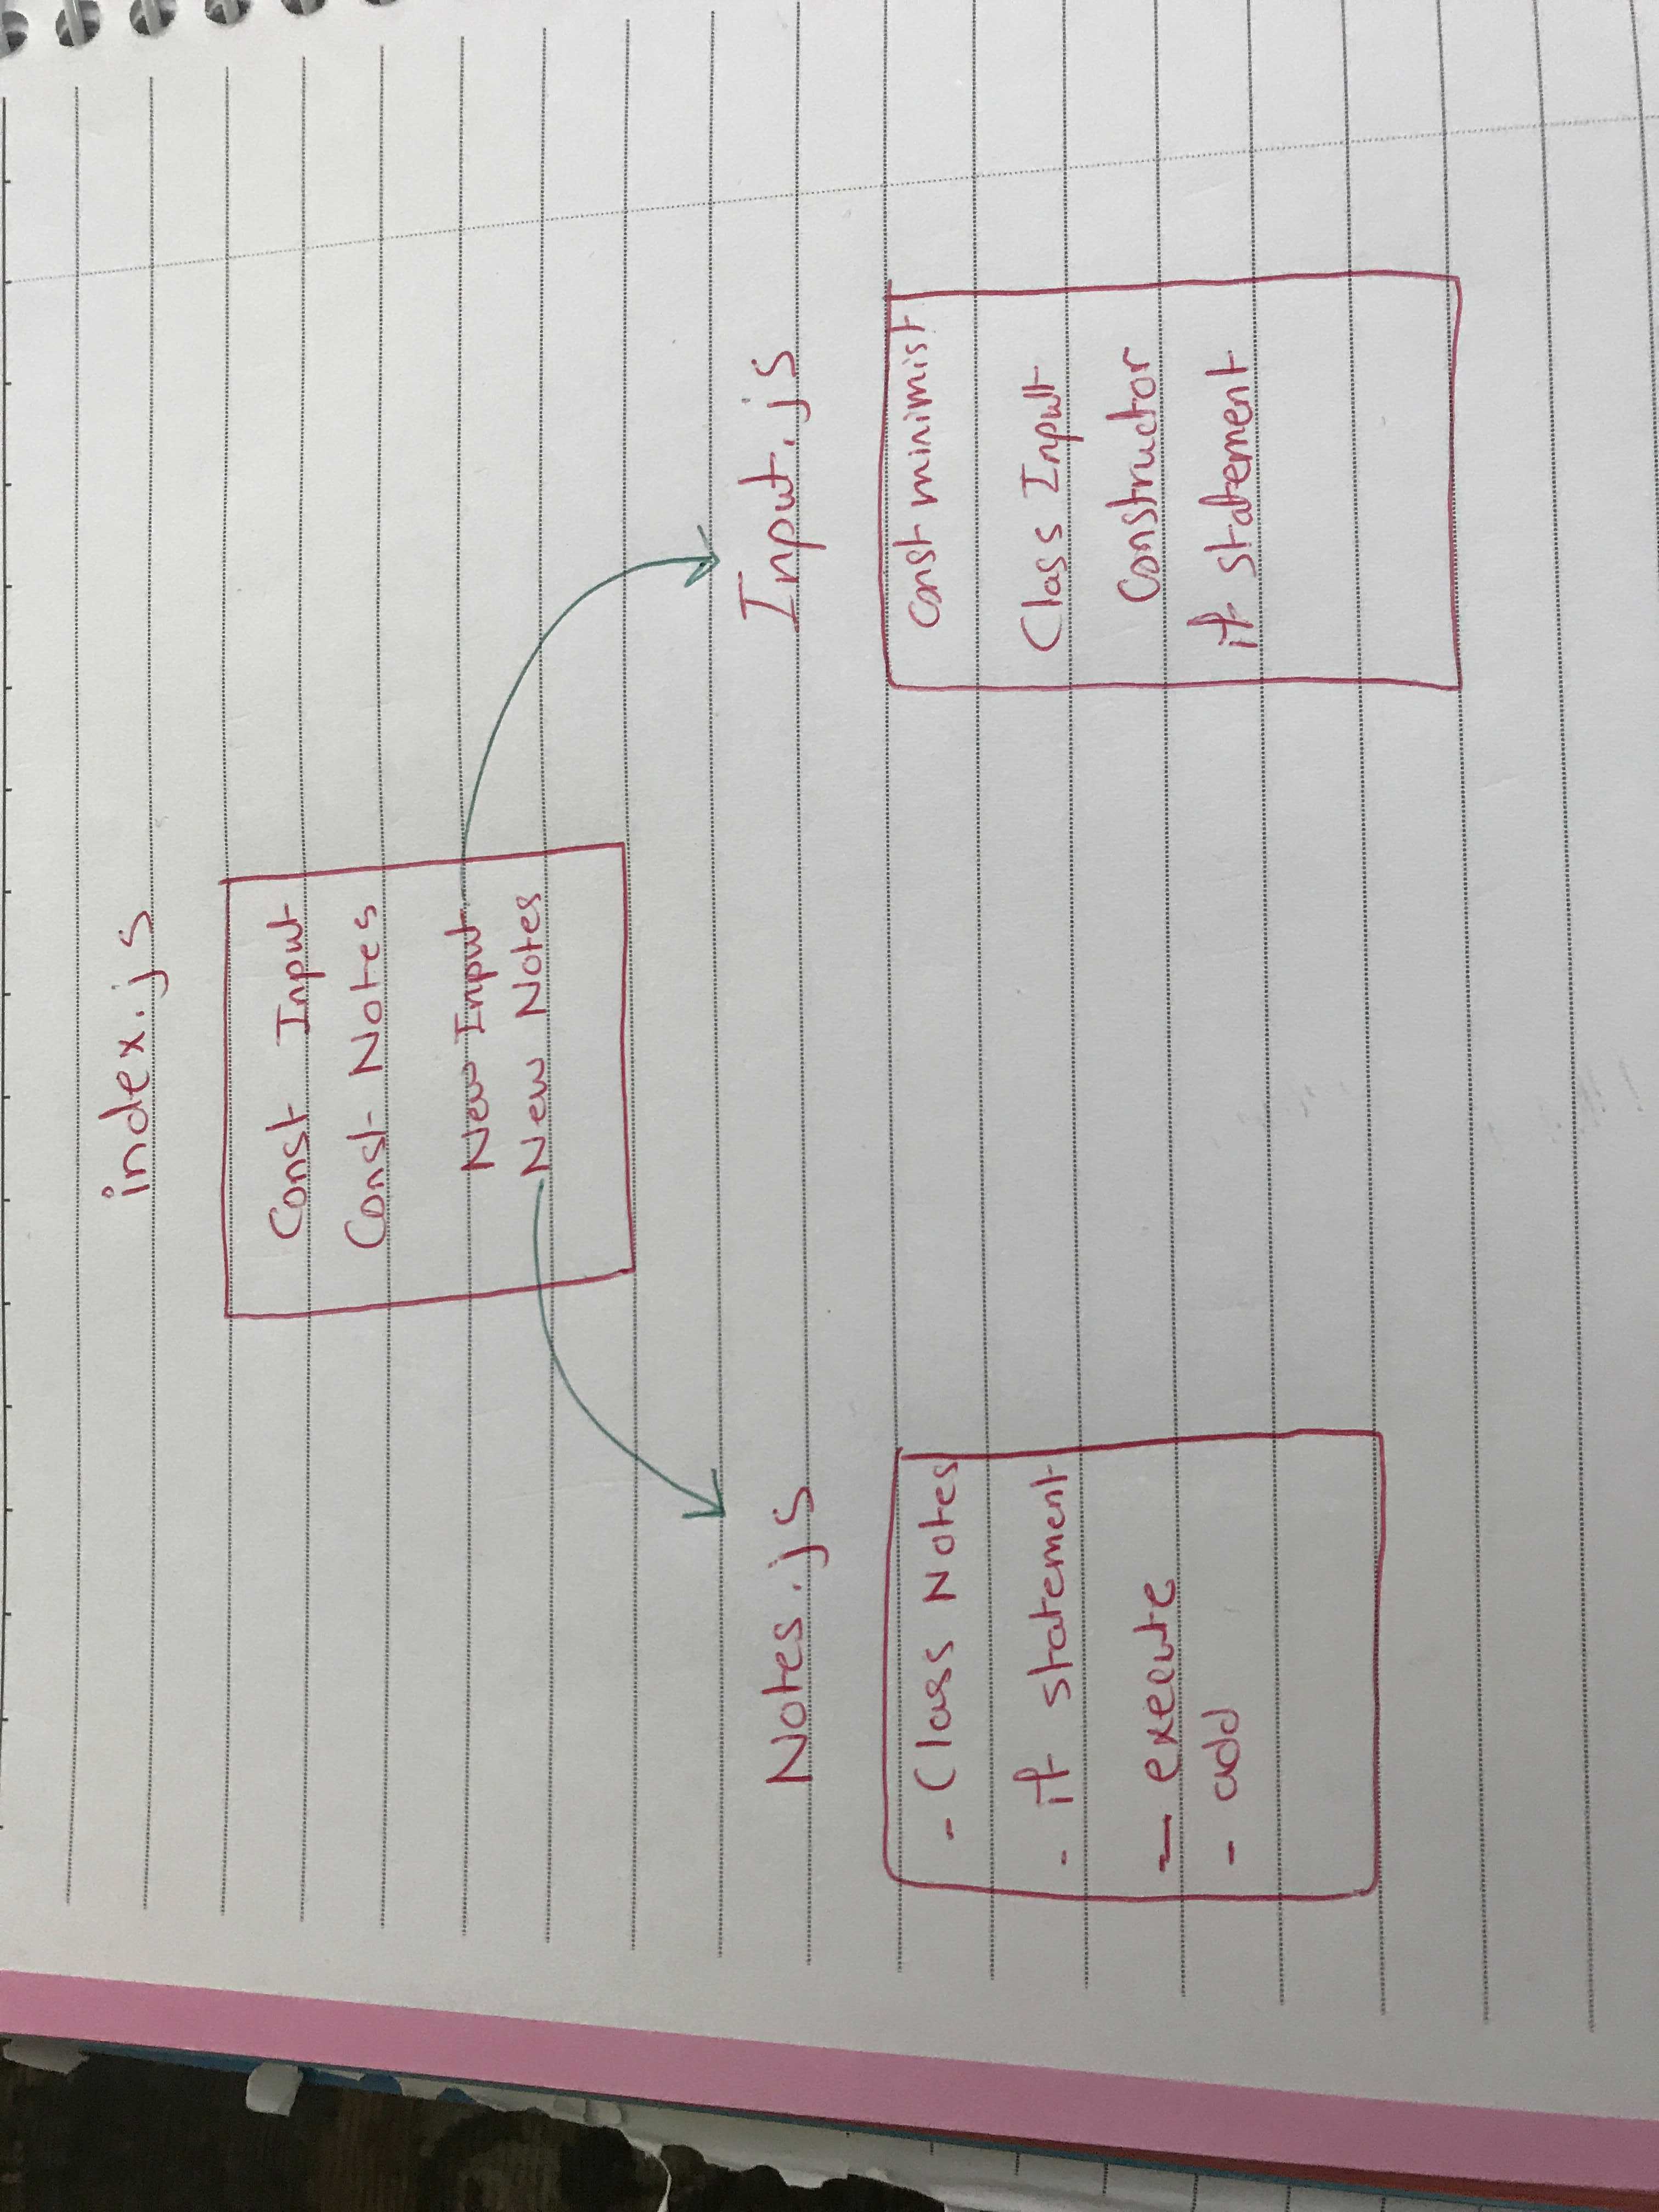 index.js
Const Input
Const Notes
New Input
New Notes
Notes.js
- Class Notes
- if statement
- execute
- add
Input.js
const minimist
Class Input
Constructor
if statement